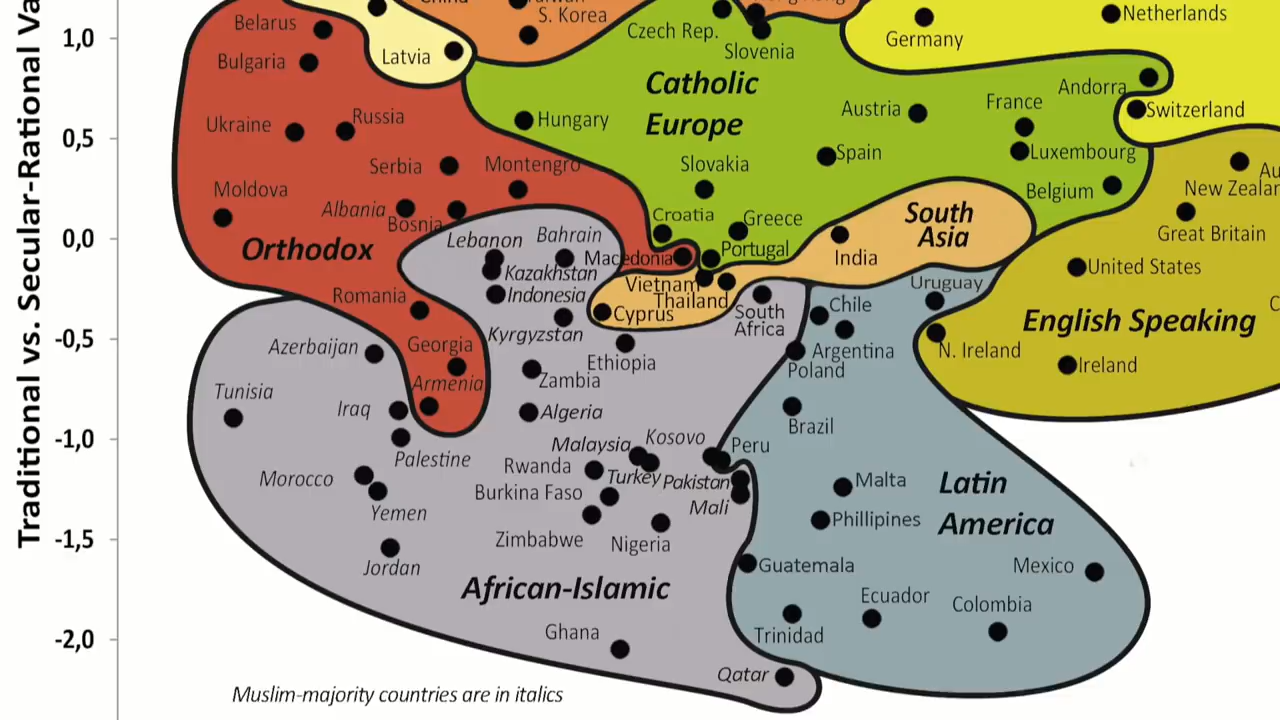 Traditional vs. Secular-Rational Va
1,0
0,5
0,0
-0,5
-1,0
-1,5
-2,0
S. Korea
Belarus
Bulgaria
Latvia
Czech Rep.
Slovenia
Germany
Netherlands
Catholic
Europe
Andorra
Switzerland
Austria
France
Hungary
Ukraine
Russia
Serbia
Montengro
Slovakia
Spain
Luxembourg
Belgium
Au
New Zealar
Moldova
Albania
Bosnia
Croatia
Greece
Portugal
South
Asia
India
Great Britain
United States
Orthodox
Lebanon
Bahrain
Macedonia
Kazakhstan
Indonesia
Vietnam
Thailand
Cyprus
Kyrgyzstan
South
Africa
Uruguay
Chile
Argentina
Poland
N. Ireland
English Speaking
Ireland
Romania
Georgia
Armenia
Azerbaijan
Ethiopia
Zambia
Algeria
Brazil
Tunisia
Iraq
Palestine
Malaysia
Kosovo
Peru
Morocco
Yemen
Rwanda
Turkey
Pakistan
Burkina Faso
Mali
Malta
Latin
America
Phillipines
Zimbabwe
Nigeria
Jordan
Guatemala
Mexico
African-Islamic
Ecuador
Colombia
Trinidad
Ghana
Qatar
Muslim-majority countries are in italics